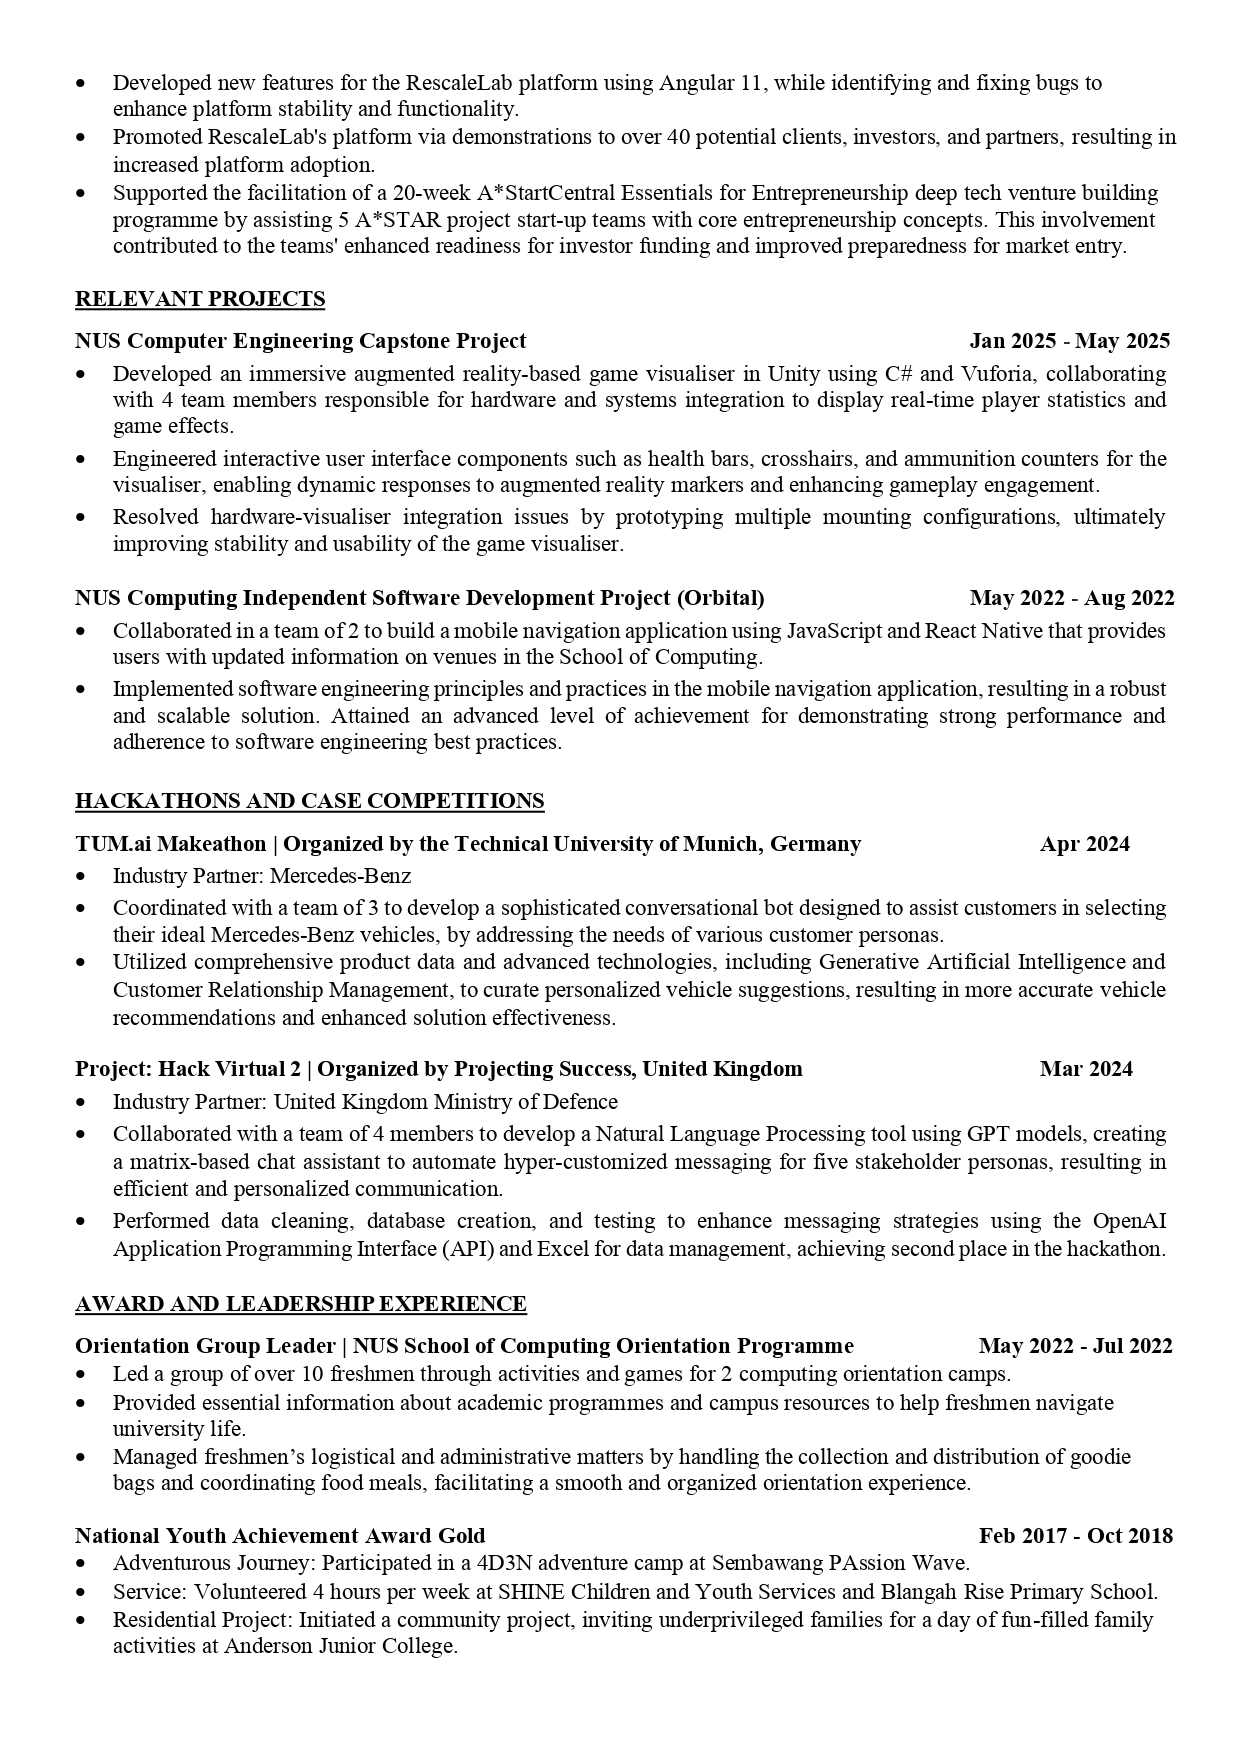 • Developed new features for the RescaleLab platform using Angular 11, while identifying and fixing bugs to
enhance platform stability and functionality.
• Promoted RescaleLab's platform via demonstrations to over 40 potential clients, investors, and partners, resulting in
increased platform adoption.
• Supported the facilitation of a 20-week A*StartCentral Essentials for Entrepreneurship deep tech venture building
programme by assisting 5 A*STAR project start-up teams with core entrepreneurship concepts. This involvement
contributed to the teams' enhanced readiness for investor funding and improved preparedness for market entry.
RELEVANT PROJECTS
NUS Computer Engineering Capstone Project Jan 2025 - May 2025
• Developed an immersive augmented reality-based game visualiser in Unity using C# and Vuforia, collaborating
with 4 team members responsible for hardware and systems integration to display real-time player statistics and
game effects.
• Engineered interactive user interface components such as health bars, crosshairs, and ammunition counters for the
visualiser, enabling dynamic responses to augmented reality markers and enhancing gameplay engagement.
• Resolved hardware-visualiser integration issues by prototyping multiple mounting configurations, ultimately
improving stability and usability of the game visualiser.
NUS Computing Independent Software Development Project (Orbital) May 2022 - Aug 2022
• Collaborated in a team of 2 to build a mobile navigation application using JavaScript and React Native that provides
users with updated information on venues in the School of Computing.
• Implemented software engineering principles and practices in the mobile navigation application, resulting in a robust
and scalable solution. Attained an advanced level of achievement for demonstrating strong performance and
adherence to software engineering best practices.
HACKATHONS AND CASE COMPETITIONS
TUM.ai Makeathon | Organized by the Technical University of Munich, Germany Apr 2024
• Industry Partner: Mercedes-Benz
• Coordinated with a team of 3 to develop a sophisticated conversational bot designed to assist customers in selecting
their ideal Mercedes-Benz vehicles, by addressing the needs of various customer personas.
• Utilized comprehensive product data and advanced technologies, including Generative Artificial Intelligence and
Customer Relationship Management, to curate personalized vehicle suggestions, resulting in more accurate vehicle
recommendations and enhanced solution effectiveness.
Project: Hack Virtual 2 | Organized by Projecting Success, United Kingdom Mar 2024
• Industry Partner: United Kingdom Ministry of Defence
• Collaborated with a team of 4 members to develop a Natural Language Processing tool using GPT models, creating
a matrix-based chat assistant to automate hyper-customized messaging for five stakeholder personas, resulting in
efficient and personalized communication.
• Performed data cleaning, database creation, and testing to enhance messaging strategies using the OpenAI
Application Programming Interface (API) and Excel for data management, achieving second place in the hackathon.
AWARD AND LEADERSHIP EXPERIENCE
Orientation Group Leader | NUS School of Computing Orientation Programme May 2022 - Jul 2022
• Led a group of over 10 freshmen through activities and games for 2 computing orientation camps.
• Provided essential information about academic programmes and campus resources to help freshmen navigate
university life.
• Managed freshmen’s logistical and administrative matters by handling the collection and distribution of goodie
bags and coordinating food meals, facilitating a smooth and organized orientation experience.
National Youth Achievement Award Gold Feb 2017 - Oct 2018
• Adventurous Journey: Participated in a 4D3N adventure camp at Sembawang PAssion Wave.
• Service: Volunteered 4 hours per week at SHINE Children and Youth Services and Blangah Rise Primary School.
• Residential Project: Initiated a community project, inviting underprivileged families for a day of fun-filled family
activities at Anderson Junior College.